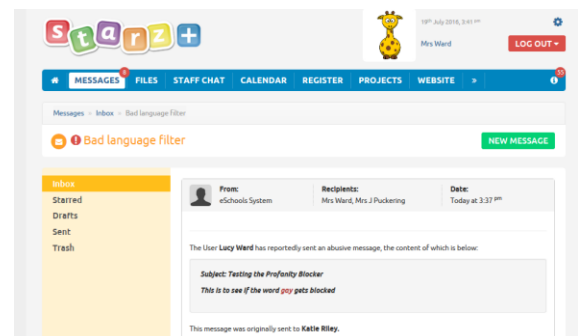 Starz+
19th July 2016, 3:41 pm
Mrs Ward
LOG OUT
MESSAGES FILES STAFF CHAT CALENDAR REGISTER PROJECTS WEBSITE »
Messages » Inbox » Bad language filter
Bad language filter
NEW MESSAGE
Inbox
Starred
Drafts
Sent
Trash
From: Recipients: Date:
eSchools System Mrs Ward, Mrs J Puckering Today at 3:37 pm
The User Lucy Ward has reportedly sent an abusive message, the content of which is below:
Subject: Testing the Profanity Blocker
This is to see if the word gay gets blocked
This message was originally sent to Katie Riley.